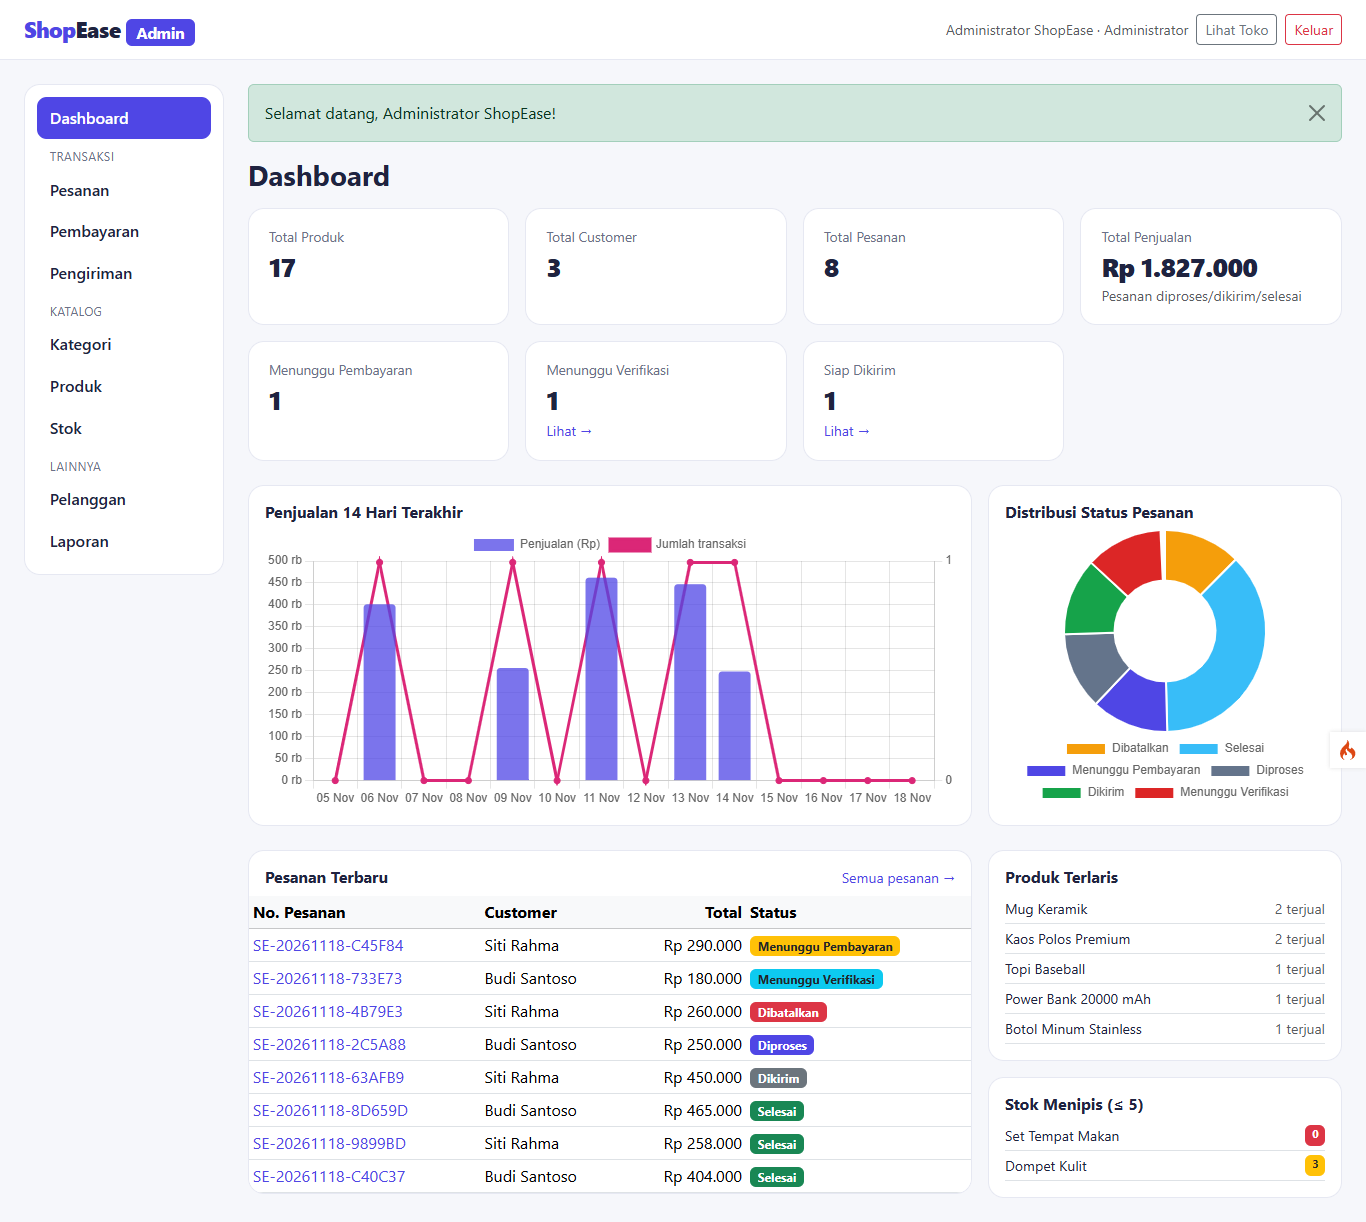 ShopEase Admin
Administrator ShopEase · Administrator
Lihat Toko
Keluar
Dashboard
TRANSAKSI
Pesanan
Pembayaran
Pengiriman
KATALOG
Kategori
Produk
Stok
LAINNYA
Pelanggan
Laporan
Selamat datang, Administrator ShopEase!
Dashboard
Total Produk
17
Total Customer
3
Total Pesanan
8
Total Penjualan
Rp 1.827.000
Pesanan diproses/dikirim/selesai
Menunggu Pembayaran
1
Menunggu Verifikasi
1
Lihat →
Siap Dikirim
1
Lihat →
Penjualan 14 Hari Terakhir
Penjualan (Rp) Jumlah transaksi
500 rb
450 rb
400 rb
350 rb
300 rb
250 rb
200 rb
150 rb
100 rb
50 rb
0 rb
1
0
05 Nov 06 Nov 07 Nov 08 Nov 09 Nov 10 Nov 11 Nov 12 Nov 13 Nov 14 Nov 15 Nov 16 Nov 17 Nov 18 Nov
Distribusi Status Pesanan
Dibatalkan Selesai
Menunggu Pembayaran Diproses
Dikirim Menunggu Verifikasi
Pesanan Terbaru
Semua pesanan →
No. Pesanan Customer Total Status
SE-20261118-C45F84 Siti Rahma Rp 290.000 Menunggu Pembayaran
SE-20261118-733E73 Budi Santoso Rp 180.000 Menunggu Verifikasi
SE-20261118-4B79E3 Siti Rahma Rp 260.000 Dibatalkan
SE-20261118-2C5A88 Budi Santoso Rp 250.000 Diproses
SE-20261118-63AFB9 Siti Rahma Rp 450.000 Dikirim
SE-20261118-8D659D Budi Santoso Rp 465.000 Selesai
SE-20261118-9899BD Siti Rahma Rp 258.000 Selesai
SE-20261118-C40C37 Budi Santoso Rp 404.000 Selesai
Produk Terlaris
Mug Keramik 2 terjual
Kaos Polos Premium 2 terjual
Topi Baseball 1 terjual
Power Bank 20000 mAh 1 terjual
Botol Minum Stainless 1 terjual
Stok Menipis (≤ 5)
Set Tempat Makan 0
Dompet Kulit 3